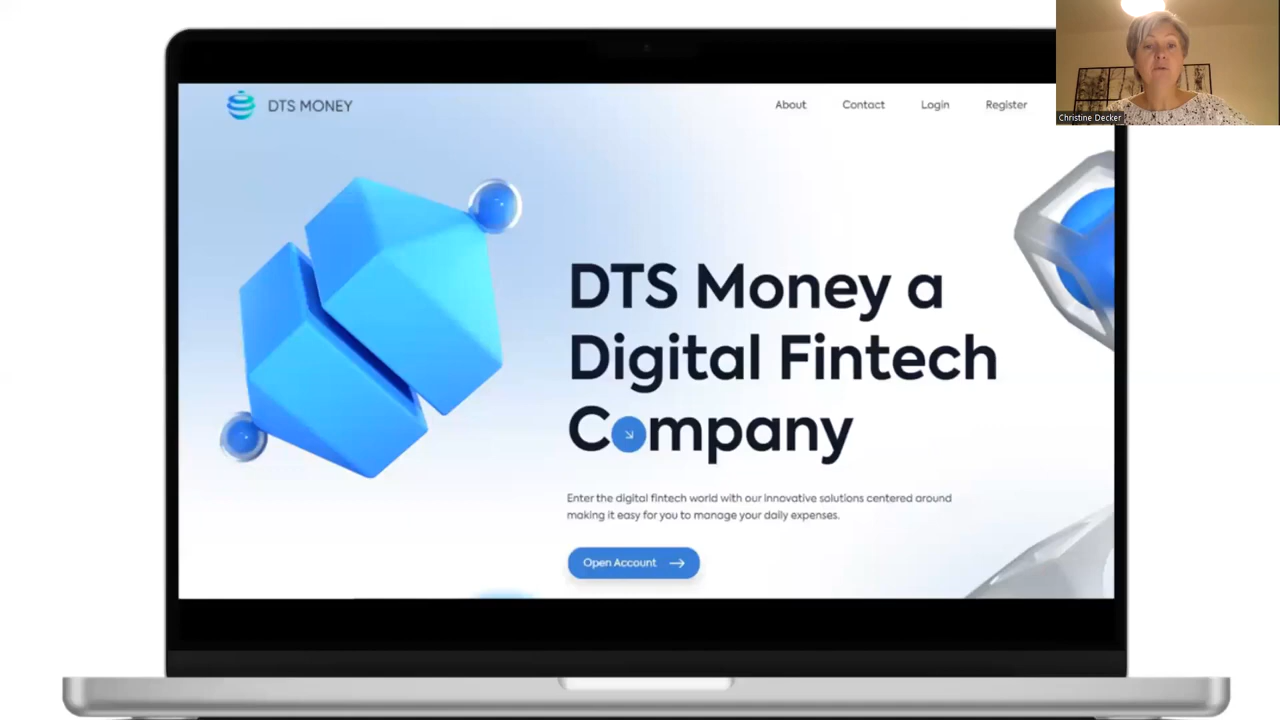 DTS MONEY
About
Contact
Login
Register
Christine Decker
DTS Money a
Digital Fintech
Company
Enter the digital fintech world with our innovative solutions centered around
making it easy for you to manage your daily expenses.
Open Account